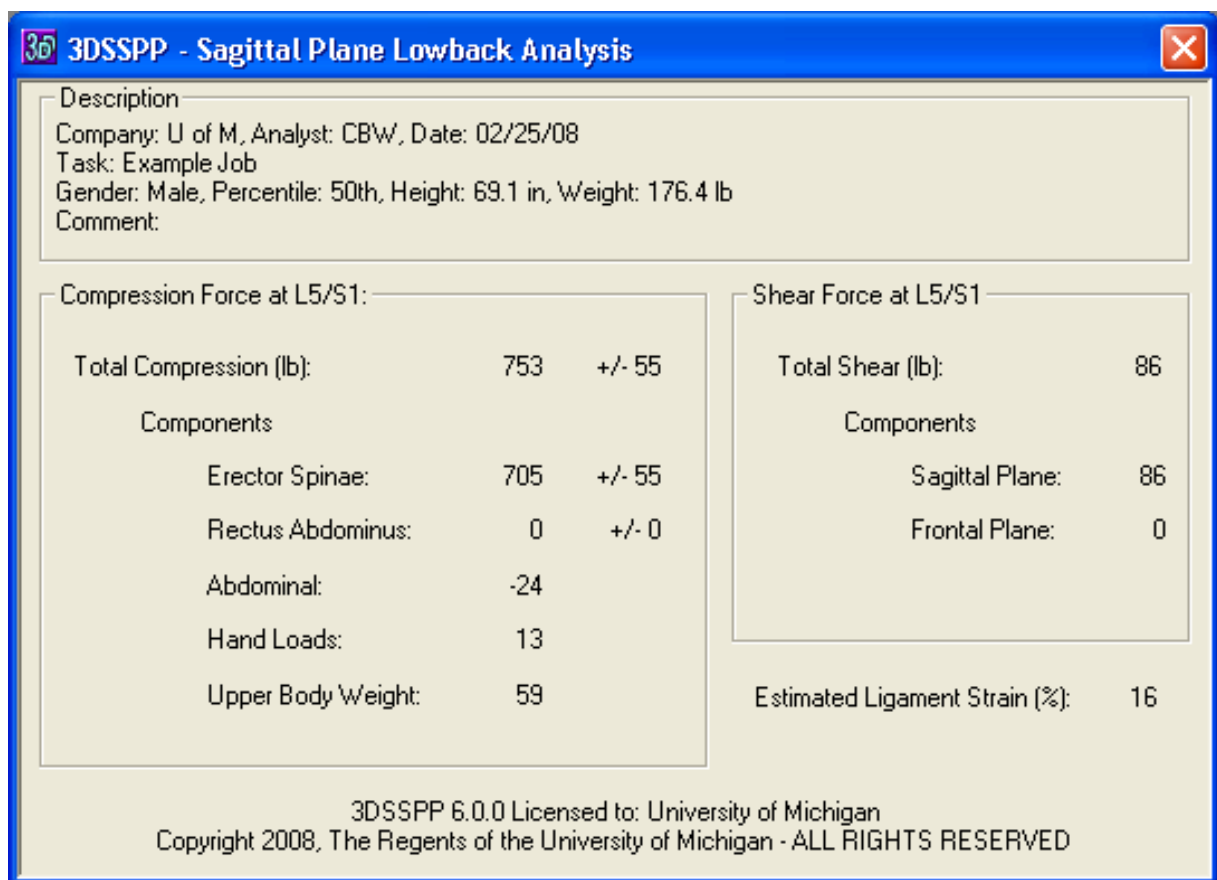 3D 3DSSPP - Sagittal Plane Lowback Analysis
Description
Company: U of M, Analyst: CBW, Date: 02/25/08
Task: Example Job
Gender: Male, Percentile: 50th, Height: 69.1 in, Weight: 176.4 lb
Comment:
Compression Force at L5/S1:
Total Compression (lb): 753 +/- 55
Components
Erector Spinae: 705 +/- 55
Rectus Abdominus: 0 +/- 0
Abdominal: -24
Hand Loads: 13
Upper Body Weight: 59
Shear Force at L5/S1
Total Shear (lb): 86
Components
Sagittal Plane: 86
Frontal Plane: 0
Estimated Ligament Strain (%): 16
3DSSPP 6.0.0 Licensed to: University of Michigan
Copyright 2008, The Regents of the University of Michigan - ALL RIGHTS RESERVED